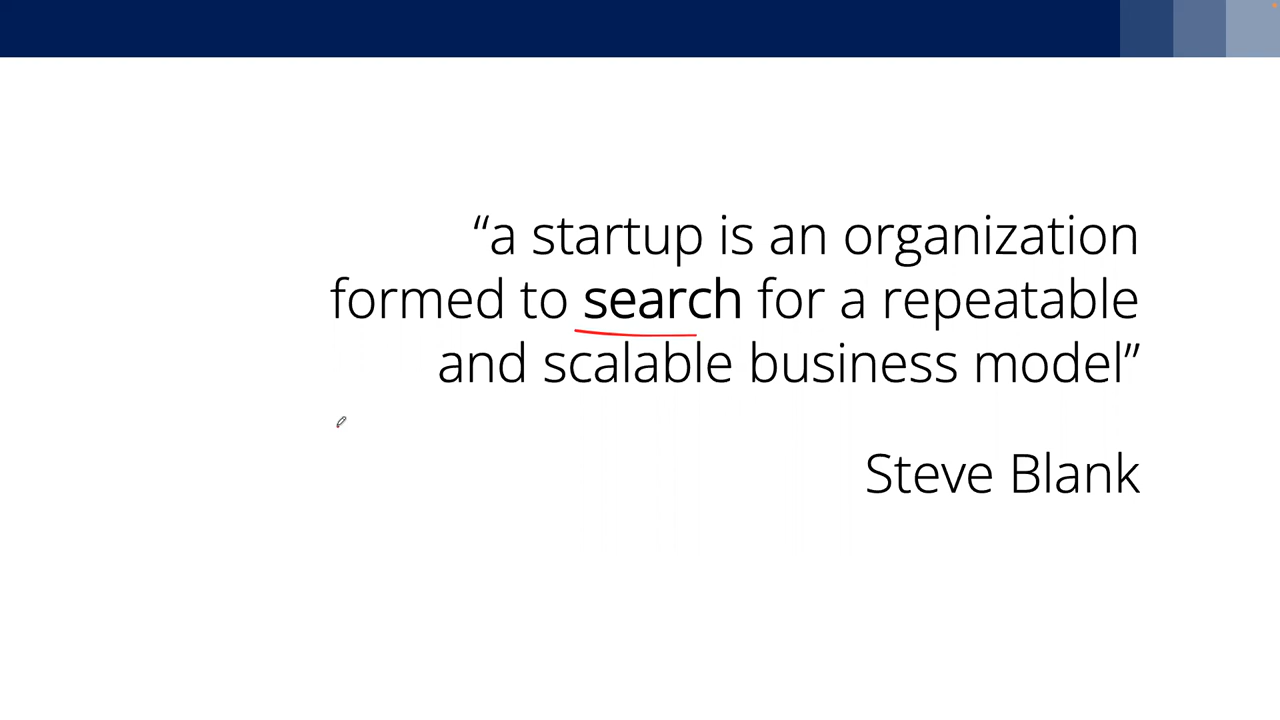 “a startup is an organization
formed to search for a repeatable
and scalable business model”
Steve Blank